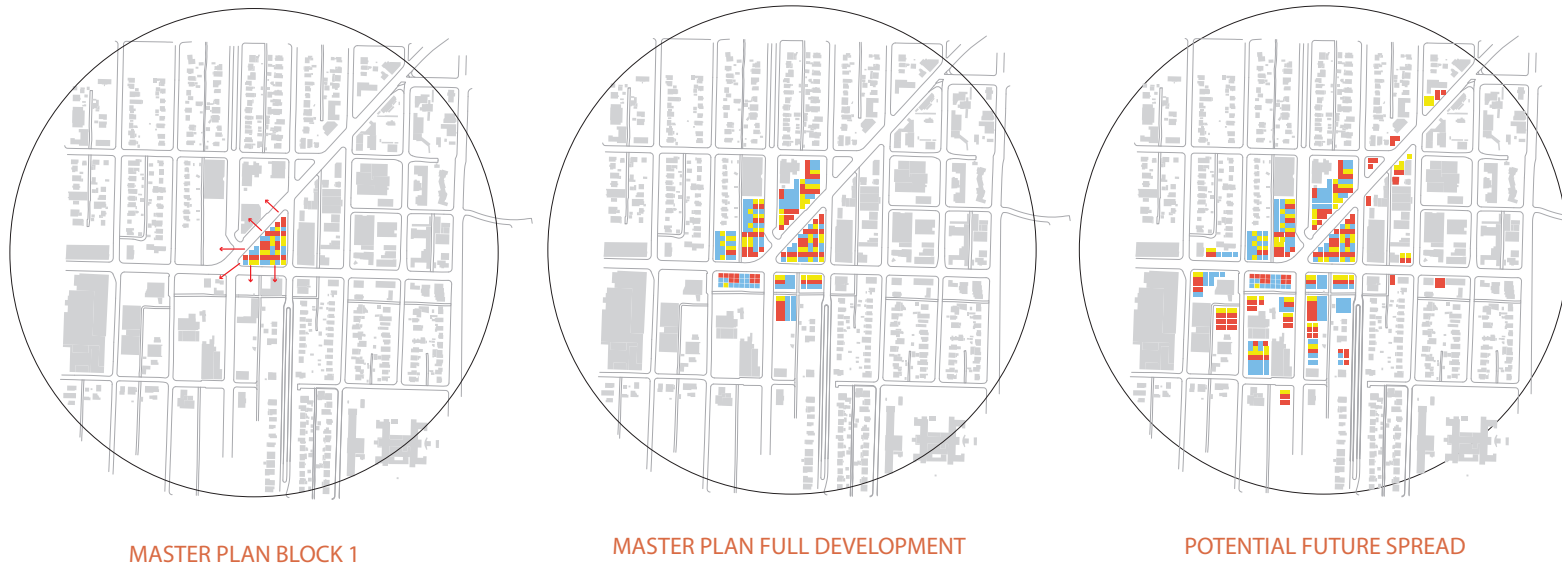 MASTER PLAN BLOCK 1
MASTER PLAN FULL DEVELOPMENT
POTENTIAL FUTURE SPREAD